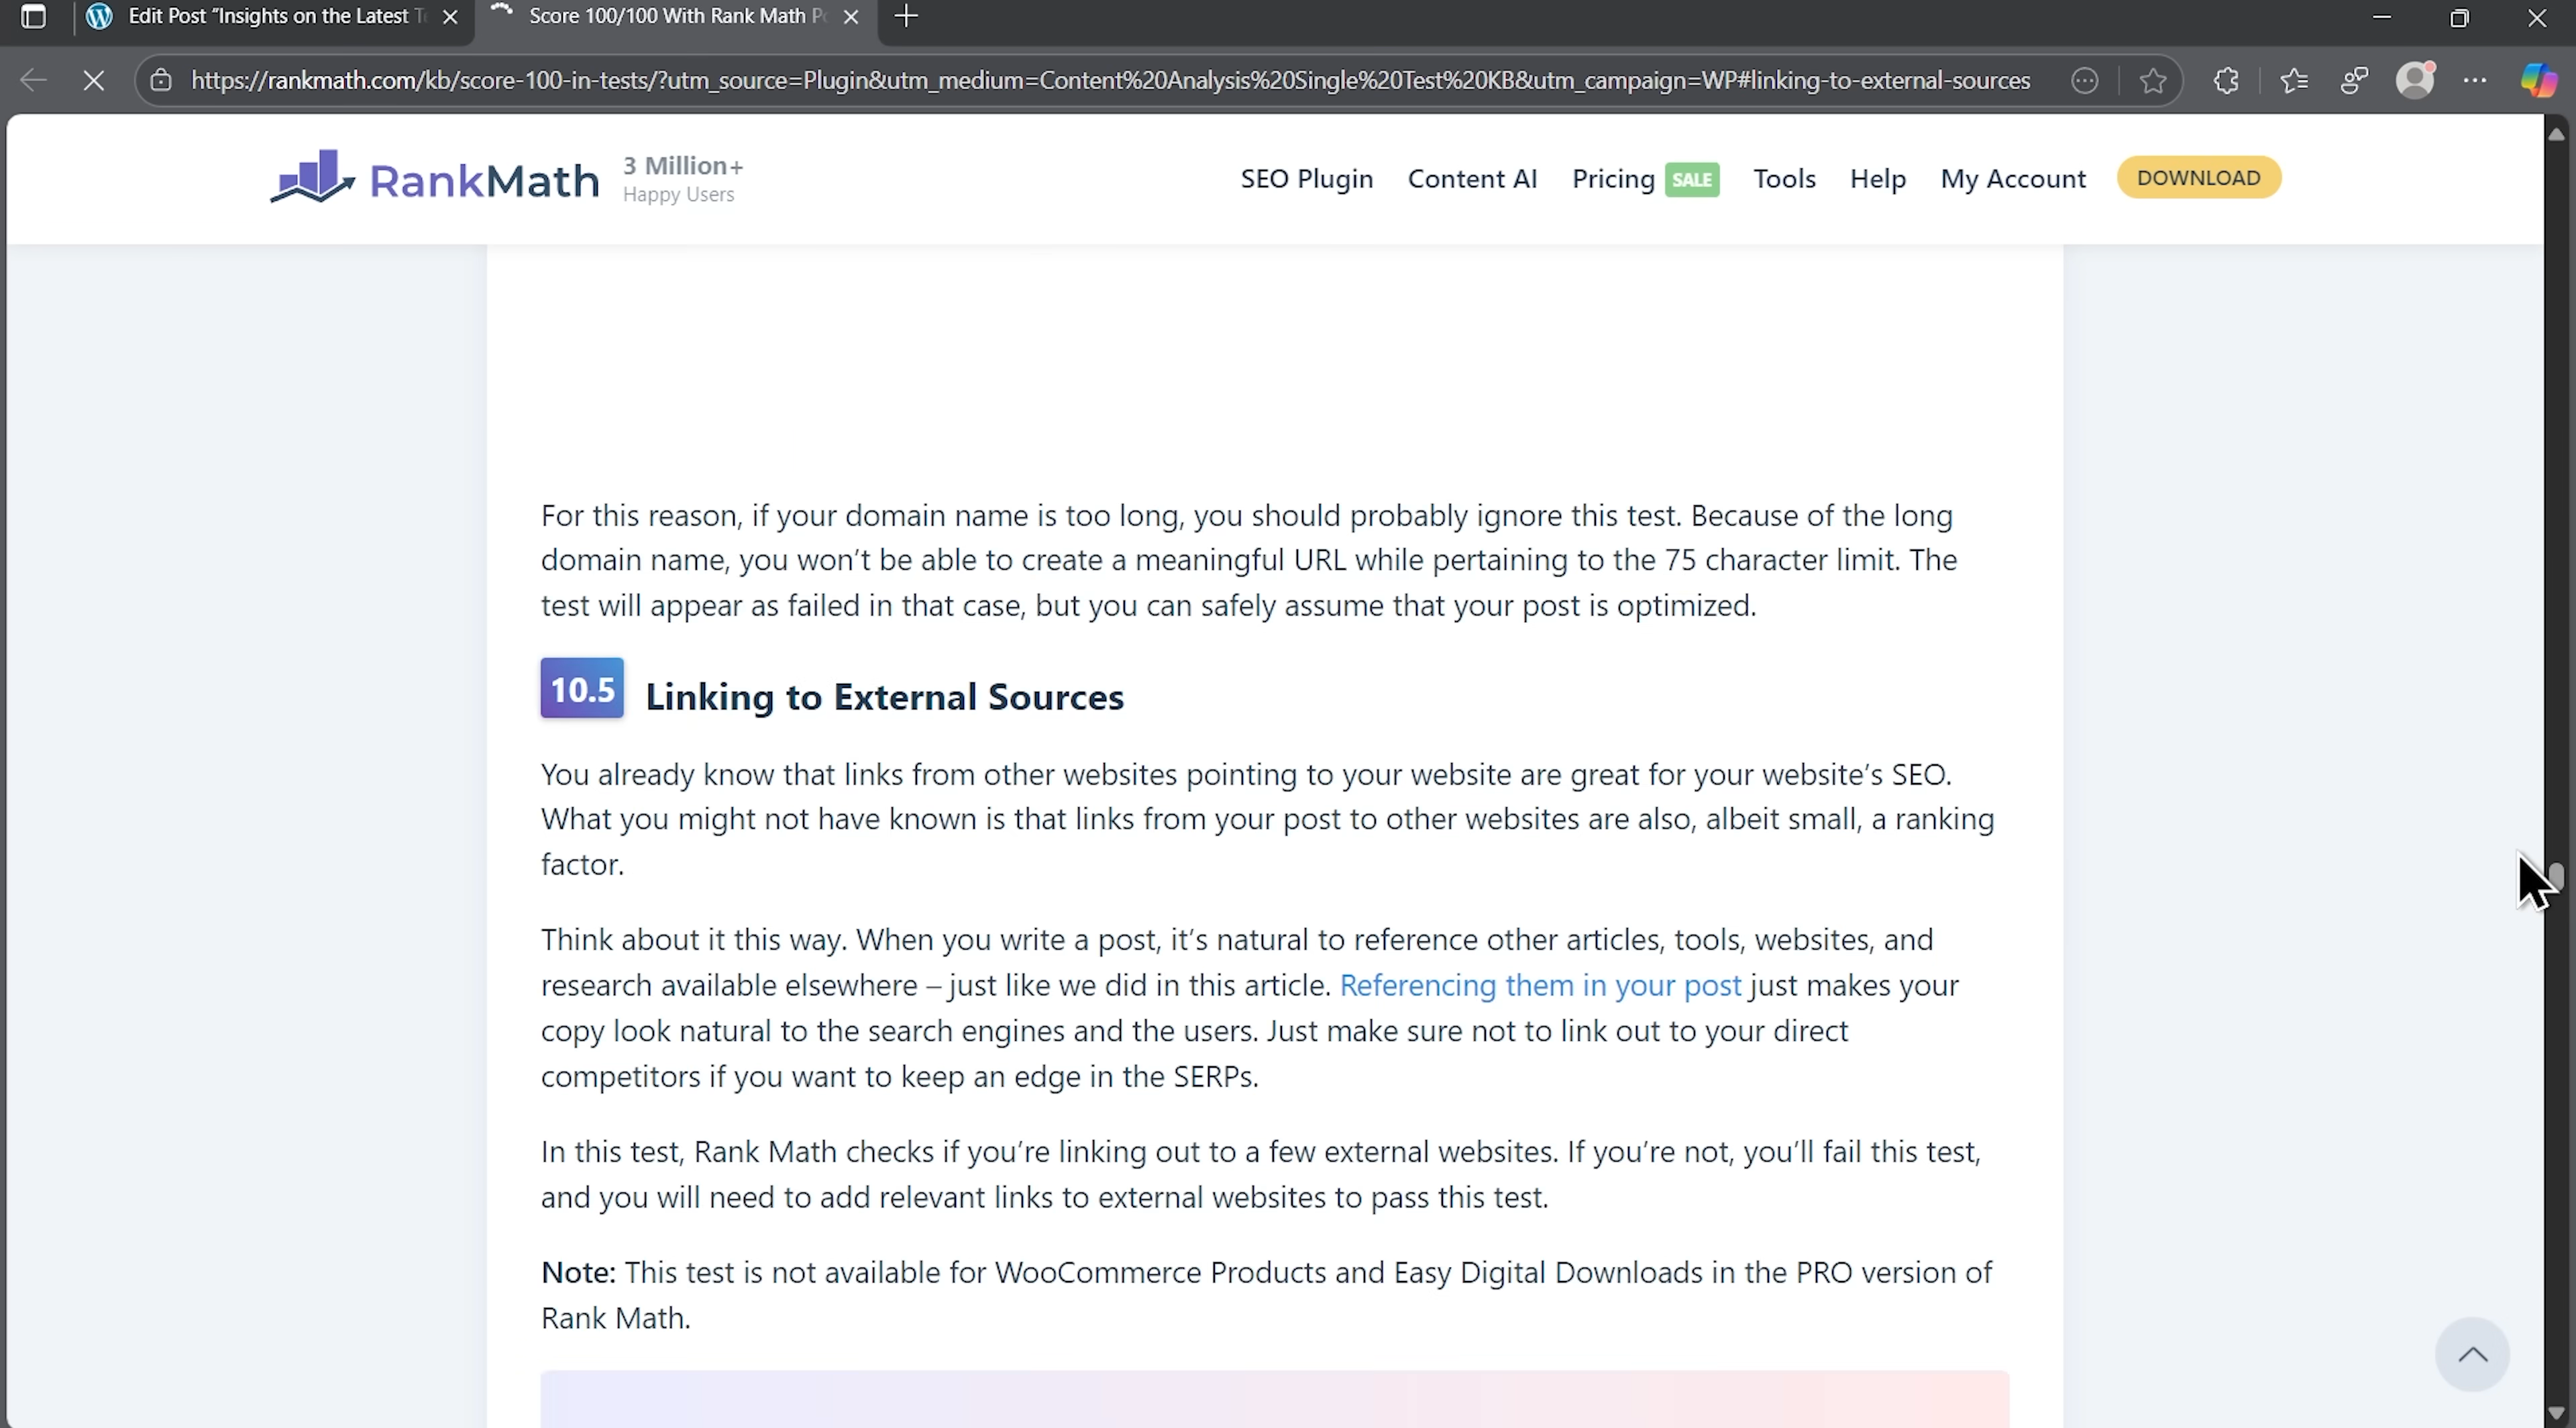 Edit Post "Insights on the Latest T
Score 100/100 With Rank Math P
https://rankmath.com/kb/score-100-in-tests/?utm_source=Plugin&utm_medium=Content%20Analysis%20Single%20Test%20KB&utm_campaign=WP#linking-to-external-sources
RankMath
3 Million+
Happy Users
SEO Plugin
Content AI
Pricing SALE
Tools
Help
My Account
DOWNLOAD
For this reason, if your domain name is too long, you should probably ignore this test. Because of the long
domain name, you won't be able to create a meaningful URL while pertaining to the 75 character limit. The
test will appear as failed in that case, but you can safely assume that your post is optimized.
10.5 Linking to External Sources
You already know that links from other websites pointing to your website are great for your website's SEO.
What you might not have known is that links from your post to other websites are also, albeit small, a ranking
factor.
Think about it this way. When you write a post, it's natural to reference other articles, tools, websites, and
research available elsewhere – just like we did in this article. Referencing them in your post just makes your
copy look natural to the search engines and the users. Just make sure not to link out to your direct
competitors if you want to keep an edge in the SERPs.
In this test, Rank Math checks if you're linking out to a few external websites. If you're not, you'll fail this test,
and you will need to add relevant links to external websites to pass this test.
Note: This test is not available for WooCommerce Products and Easy Digital Downloads in the PRO version of
Rank Math.